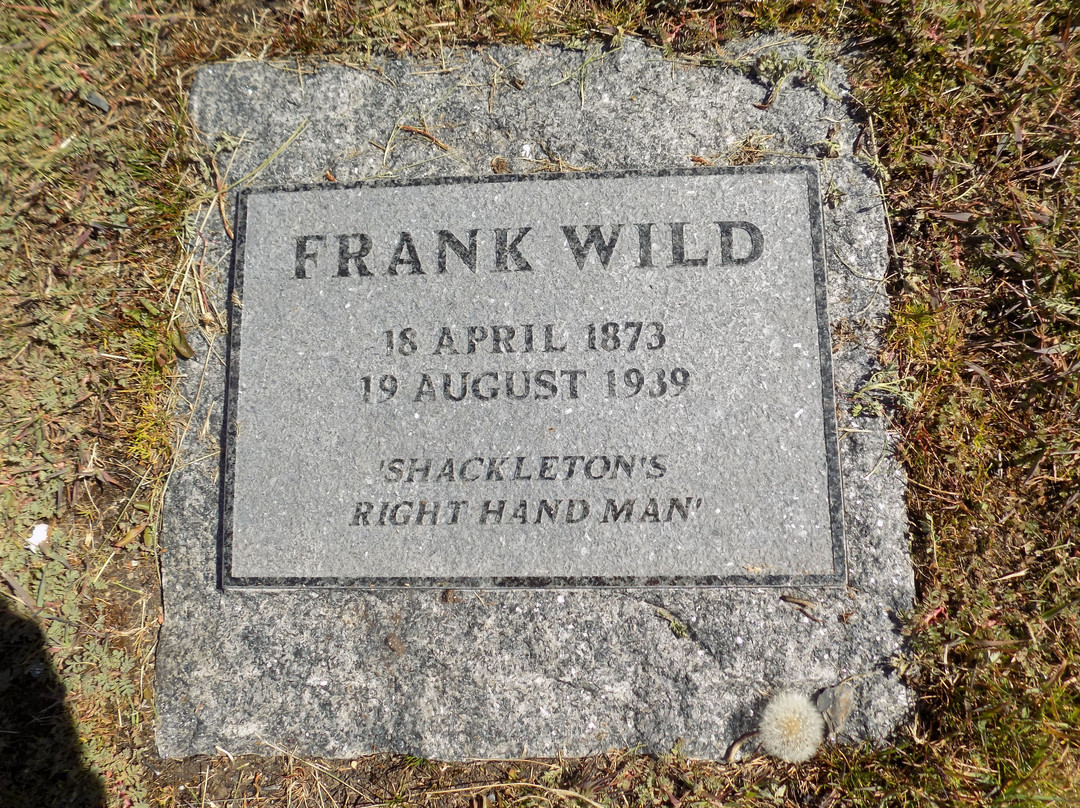 FRANK WILD
18 APRIL 1873
19 AUGUST 1939
'SHACKLETON'S
RIGHT HAND MAN'